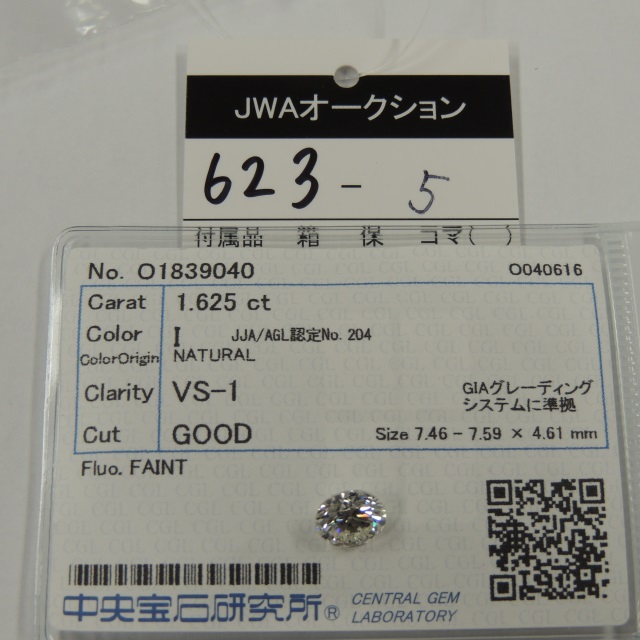 JWAオークション
623-5
付属品 箱 保 コマ( )
No. O1839040 O040616
Carat 1.625 ct
Color I JJA/AGL認定No. 204
ColorOrigin NATURAL
Clarity VS-1 GIAグレーディング
システムに準拠
Cut GOOD Size 7.46 - 7.59 × 4.61 mm
Fluo. FAINT
中央宝石研究所® CENTRAL GEM
LABORATORY